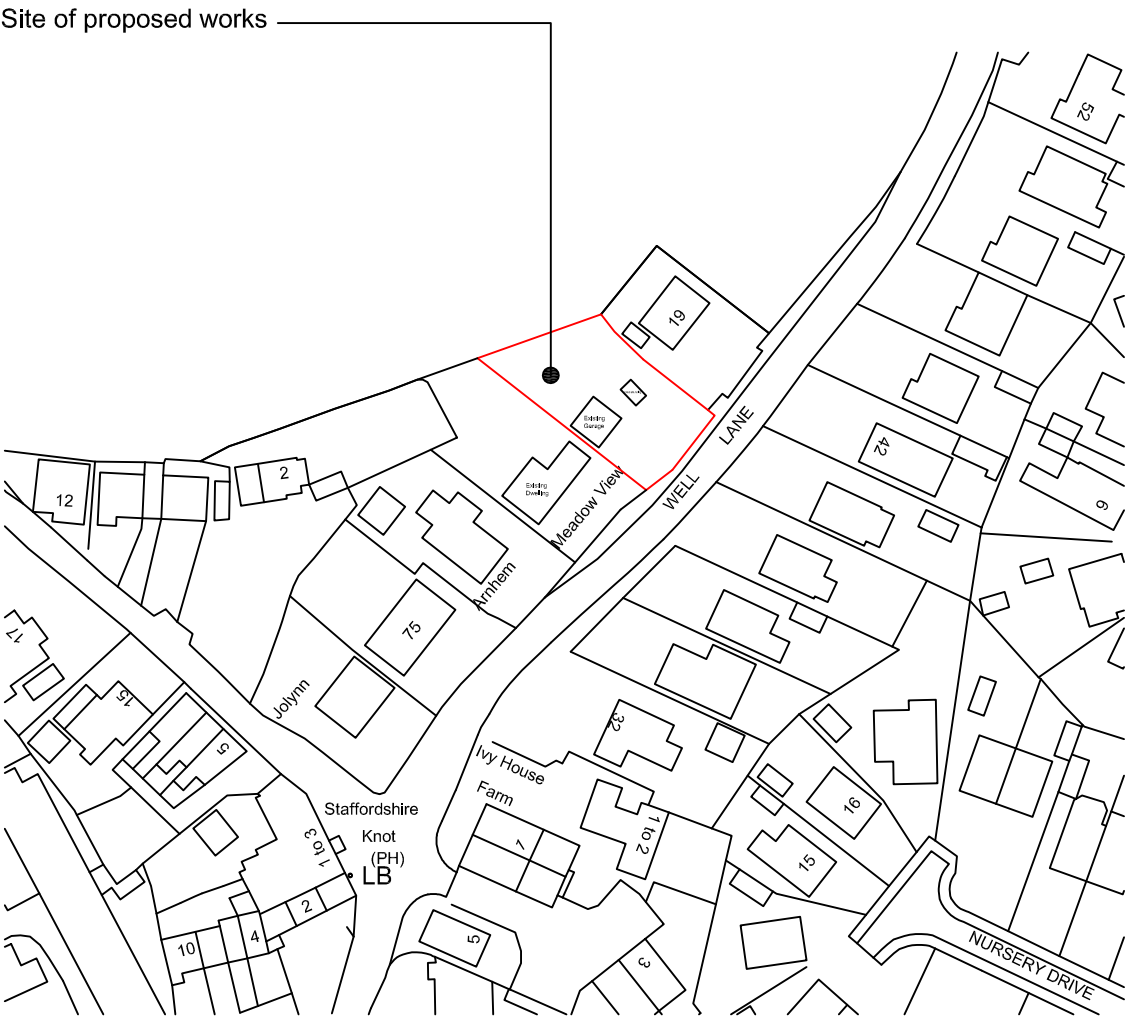 Site of proposed works
52
19
LANE
42
WELL
Existing
Garage
Existing
Dwelling
Meadow View
2
12
6
Arnhem
75
17
Jolynn
15
5
32
Ivy House
Farm
Staffordshire
Knot
(PH)
LB
1 to 3
7
1 to 2
16
15
2
4
10
5
3
NURSERY DRIVE